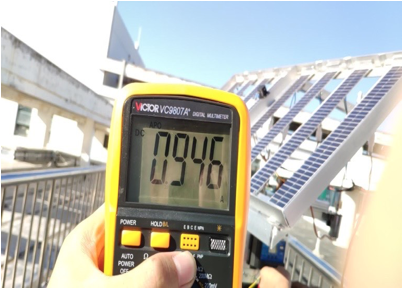 VICTOR VC9807A+
DIGITAL MULTIMETER
DC
0.946
POWER
HOLD
AUTO
POWER
OFF